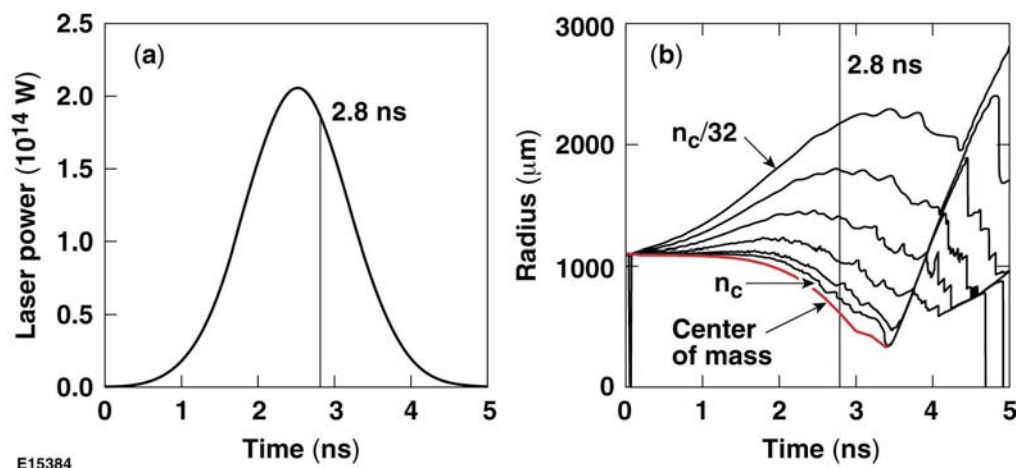 (a)
2.8 ns
Laser power (10¹⁴ W)
2.5
2.0
1.5
1.0
0.5
0.0
0 1 2 3 4 5
Time (ns)
(b)
2.8 ns
n_c/32
n_c
Center
of mass
Radius (μm)
3000
2000
1000
0
0 1 2 3 4 5
Time (ns)
E15384